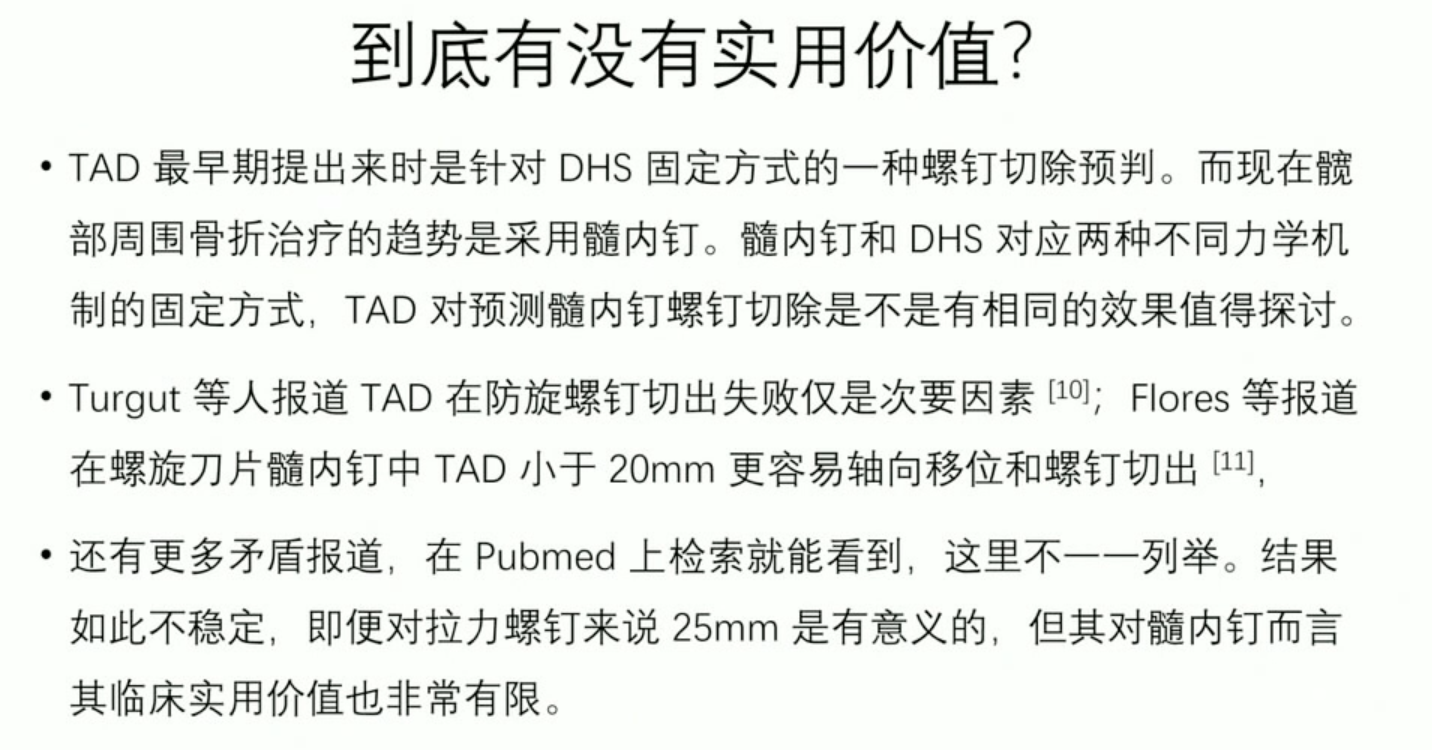 到底有没有实用价值？
• TAD 最早期提出来时是针对 DHS 固定方式的一种螺钉切除预判。而现在髋
部周围骨折治疗的趋势是采用髓内钉。髓内钉和 DHS 对应两种不同力学机
制的固定方式，TAD 对预测髓内钉螺钉切除是不是有相同的效果值得探讨。
• Turgut 等人报道 TAD 在防旋螺钉切出失败仅是次要因素 [10]；Flores 等报道
在螺旋刀片髓内钉中 TAD 小于 20mm 更容易轴向移位和螺钉切出 [11]，
• 还有更多矛盾报道，在 Pubmed 上检索就能看到，这里不一一列举。结果
如此不稳定，即便对拉力螺钉来说 25mm 是有意义的，但其对髓内钉而言
其临床实用价值也非常有限。